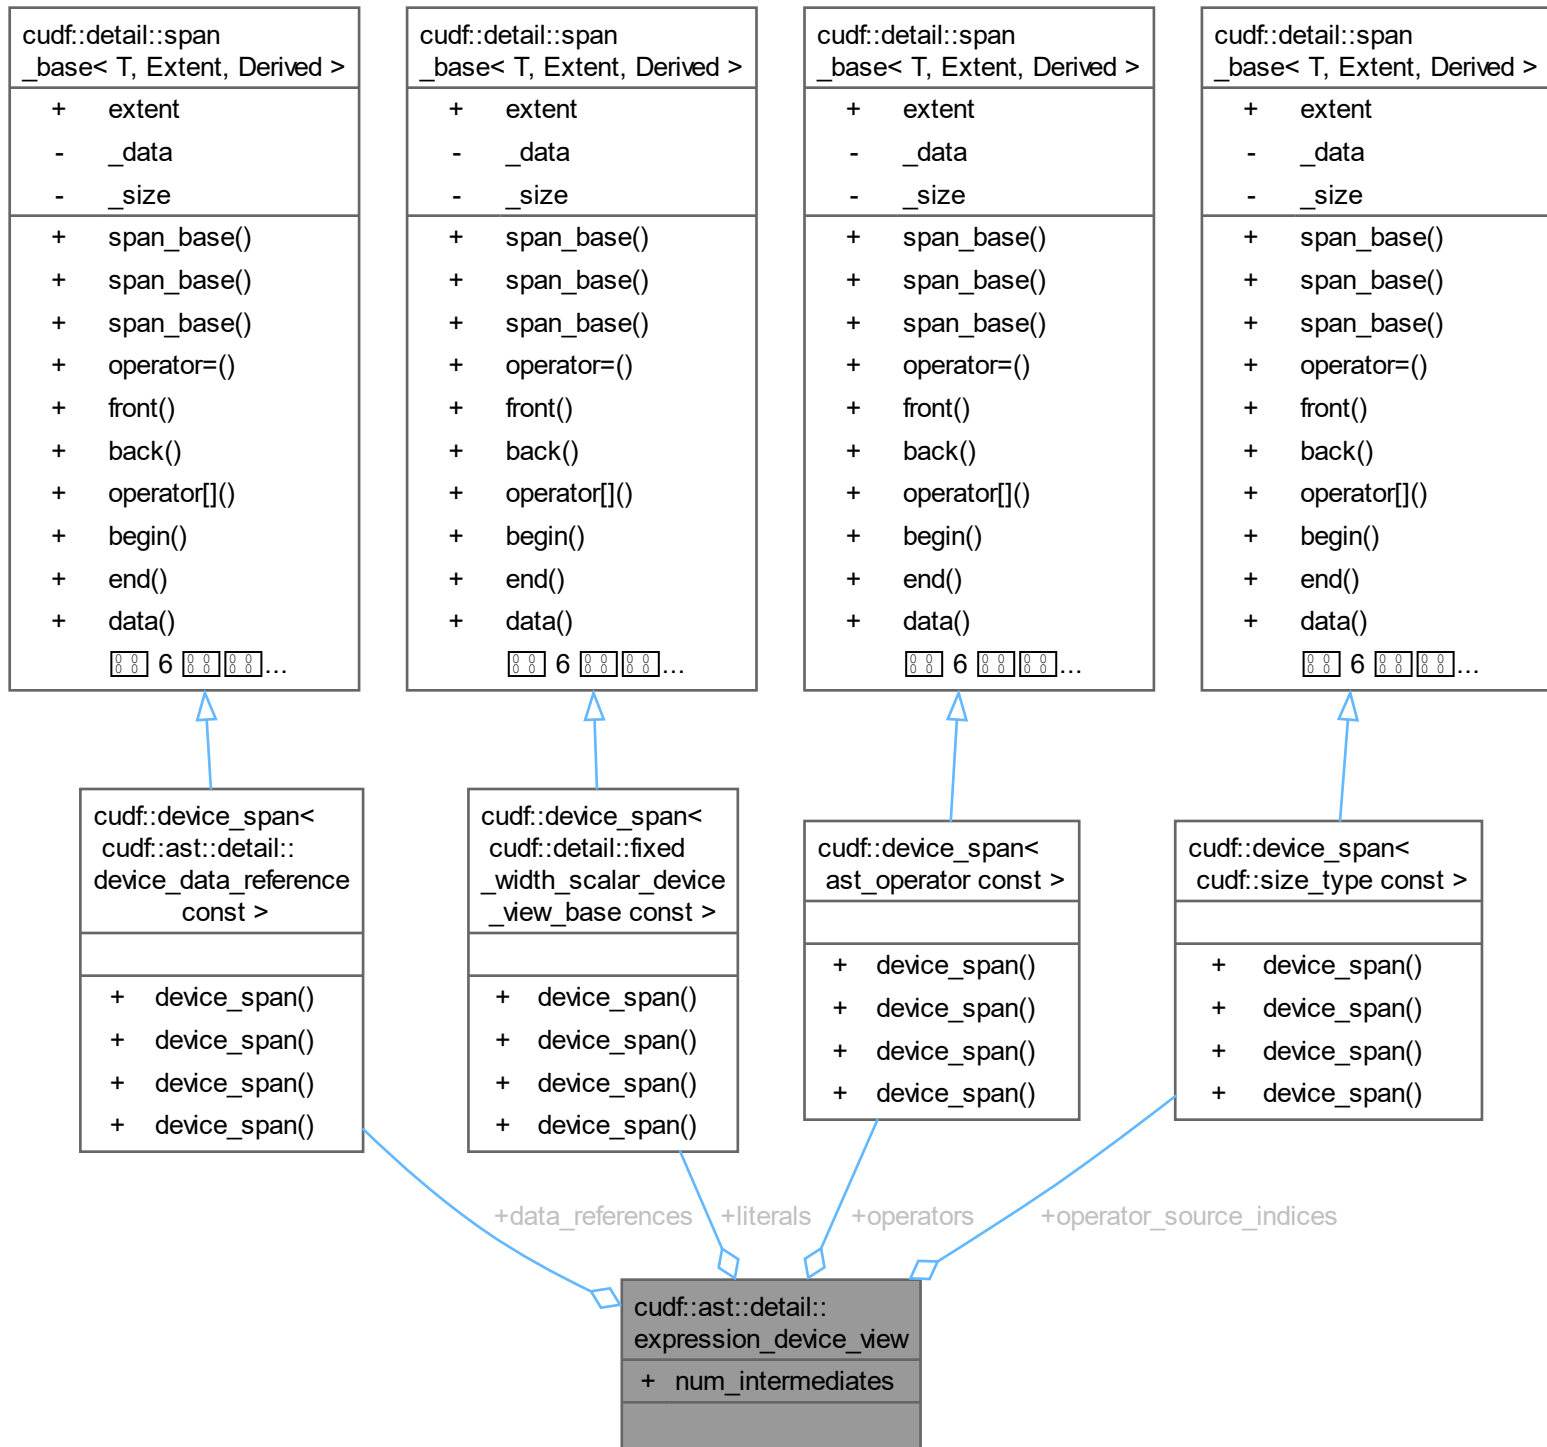 cudf::detail::span
_base< T, Extent, Derived >
+ extent
- _data
- _size
+ span_base()
+ span_base()
+ span_base()
+ operator=()
+ front()
+ back()
+ operator[]()
+ begin()
+ end()
+ data()
6 ...
cudf::detail::span
_base< T, Extent, Derived >
+ extent
- _data
- _size
+ span_base()
+ span_base()
+ span_base()
+ operator=()
+ front()
+ back()
+ operator[]()
+ begin()
+ end()
+ data()
6 ...
cudf::detail::span
_base< T, Extent, Derived >
+ extent
- _data
- _size
+ span_base()
+ span_base()
+ span_base()
+ operator=()
+ front()
+ back()
+ operator[]()
+ begin()
+ end()
+ data()
6 ...
cudf::detail::span
_base< T, Extent, Derived >
+ extent
- _data
- _size
+ span_base()
+ span_base()
+ span_base()
+ operator=()
+ front()
+ back()
+ operator[]()
+ begin()
+ end()
+ data()
6 ...
cudf::device_span<
cudf::ast::detail::
device_data_reference
const >
+ device_span()
+ device_span()
+ device_span()
+ device_span()
cudf::device_span<
cudf::detail::fixed
_width_scalar_device
_view_base const >
+ device_span()
+ device_span()
+ device_span()
+ device_span()
cudf::device_span<
ast_operator const >
+ device_span()
+ device_span()
+ device_span()
+ device_span()
cudf::device_span<
cudf::size_type const >
+ device_span()
+ device_span()
+ device_span()
+ device_span()
+data_references
+literals
+operators
+operator_source_indices
cudf::ast::detail::
expression_device_view
+ num_intermediates